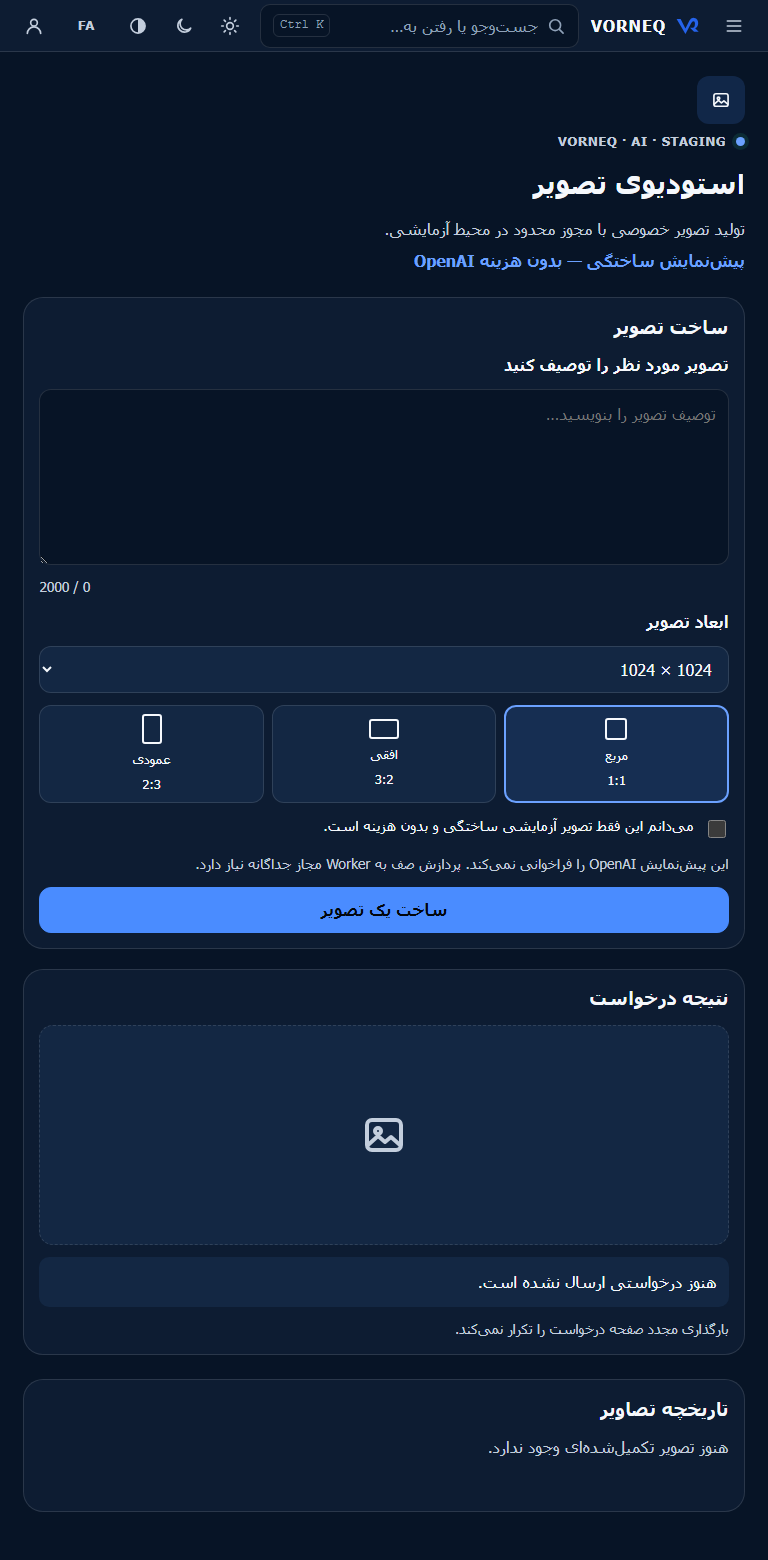 VORNEQ
جست‌وجو یا رفتن به...
Ctrl K
FA
VORNEQ · AI · STAGING
استودیوی تصویر
تولید تصویر خصوصی با مجوز محدود در محیط آزمایشی.
پیش‌نمایش ساختگی — بدون هزینه OpenAI
ساخت تصویر
تصویر مورد نظر را توصیف کنید
توصیف تصویر را بنویسید...
2000 / 0
ابعاد تصویر
1024 × 1024
مربع
1:1
افقی
3:2
عمودی
2:3
می‌دانم این فقط تصویر آزمایشی ساختگی و بدون هزینه است.
این پیش‌نمایش OpenAI را فراخوانی نمی‌کند. پردازش صف به Worker مجاز جداگانه نیاز دارد.
ساخت یک تصویر
نتیجه درخواست
هنوز درخواستی ارسال نشده است.
بارگذاری مجدد صفحه درخواست را تکرار نمی‌کند.
تاریخچه تصاویر
هنوز تصویر تکمیل‌شده‌ای وجود ندارد.